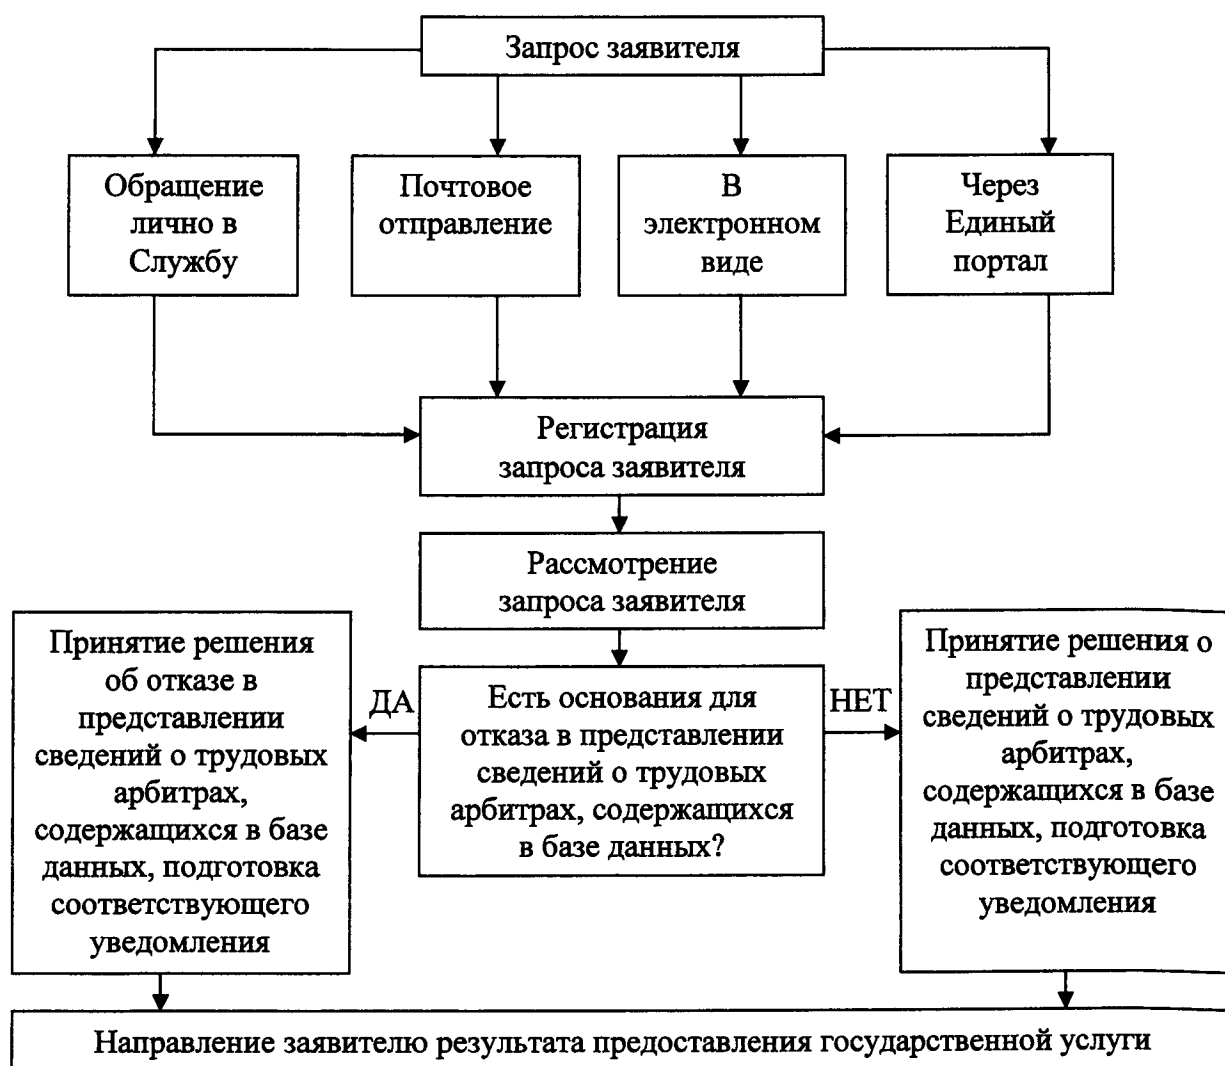 Запрос заявителя
Обращение
лично в
Службу
Почтовое
отправление
В
электронном
виде
Через
Единый
портал
Регистрация
запроса заявителя
Рассмотрение
запроса заявителя
Принятие решения
об отказе в
представлении
сведений о трудовых
арбитрах,
содержащихся в базе
данных, подготовка
соответствующего
уведомления
ДА
Есть основания для
отказа в представлении
сведений о трудовых
арбитрах, содержащихся
в базе данных?
НЕТ
Принятие решения о
представлении
сведений о трудовых
арбитрах,
содержащихся в базе
данных, подготовка
соответствующего
уведомления
Направление заявителю результата предоставления государственной услуги